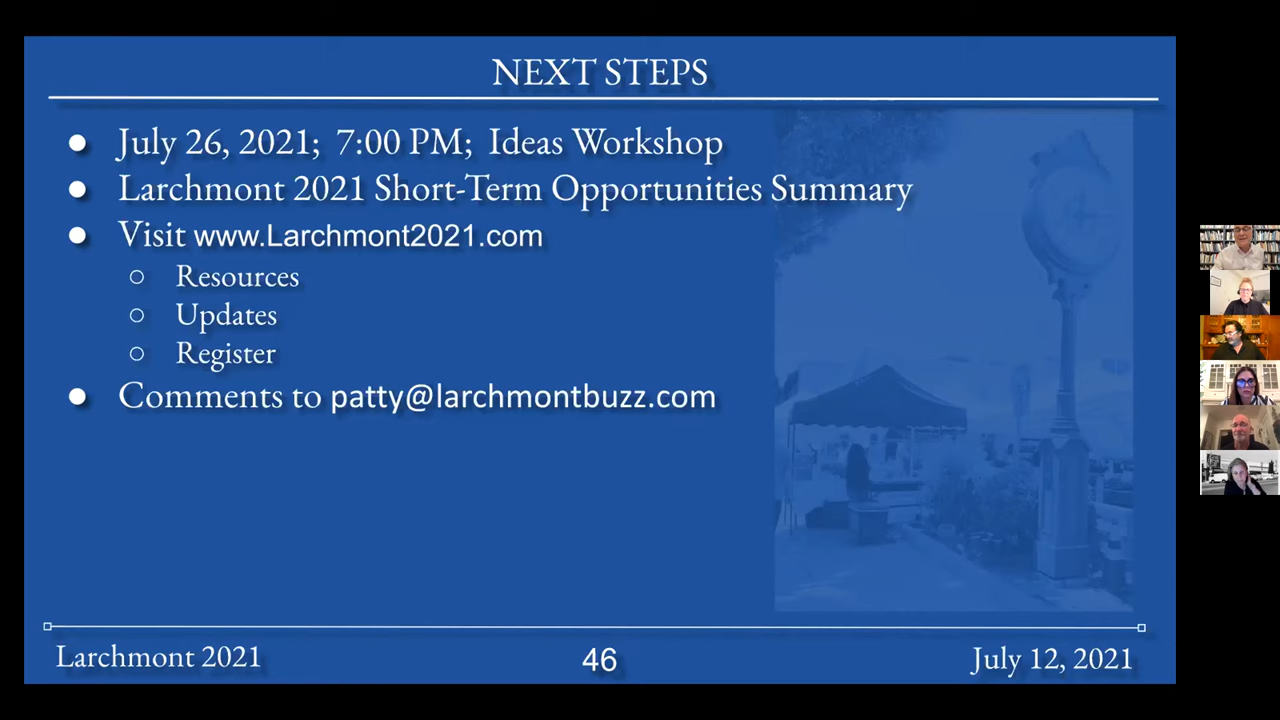 NEXT STEPS
● July 26, 2021; 7:00 PM; Ideas Workshop
● Larchmont 2021 Short-Term Opportunities Summary
● Visit www.Larchmont2021.com
○ Resources
○ Updates
○ Register
● Comments to patty@larchmontbuzz.com
Larchmont 2021
46
July 12, 2021